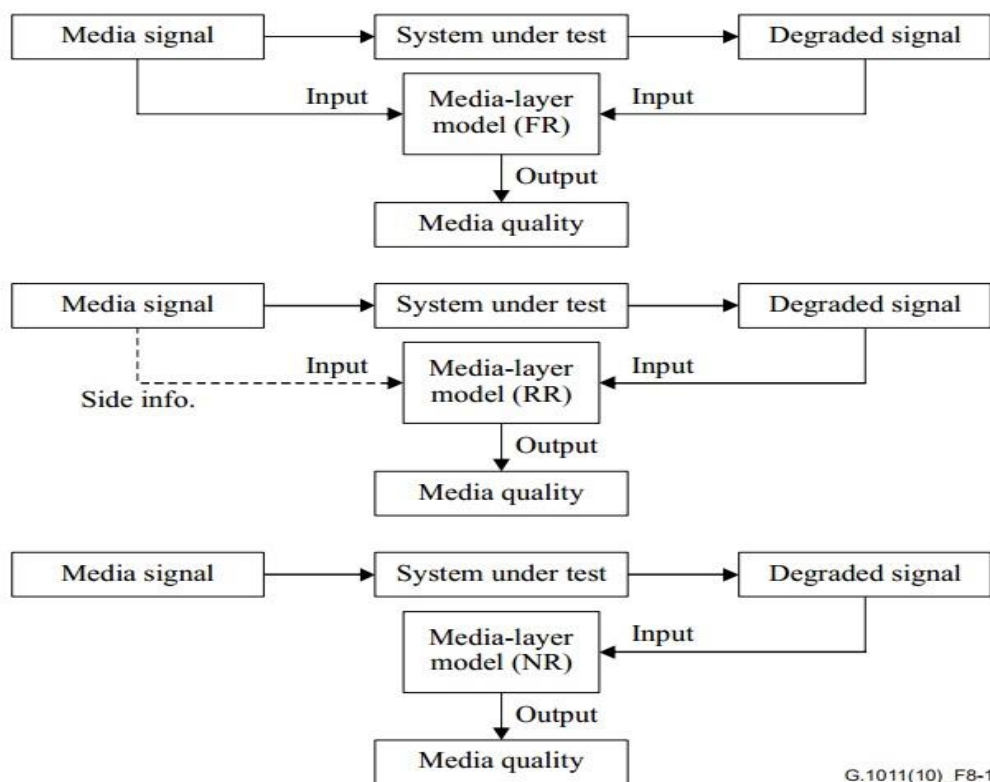 Media signal
System under test
Degraded signal
Input
Media-layer
model (FR)
Input
Output
Media quality
Media signal
System under test
Degraded signal
Input
Side info.
Media-layer
model (RR)
Input
Output
Media quality
Media signal
System under test
Degraded signal
Media-layer
model (NR)
Input
Output
Media quality
G.1011(10)_F8-1